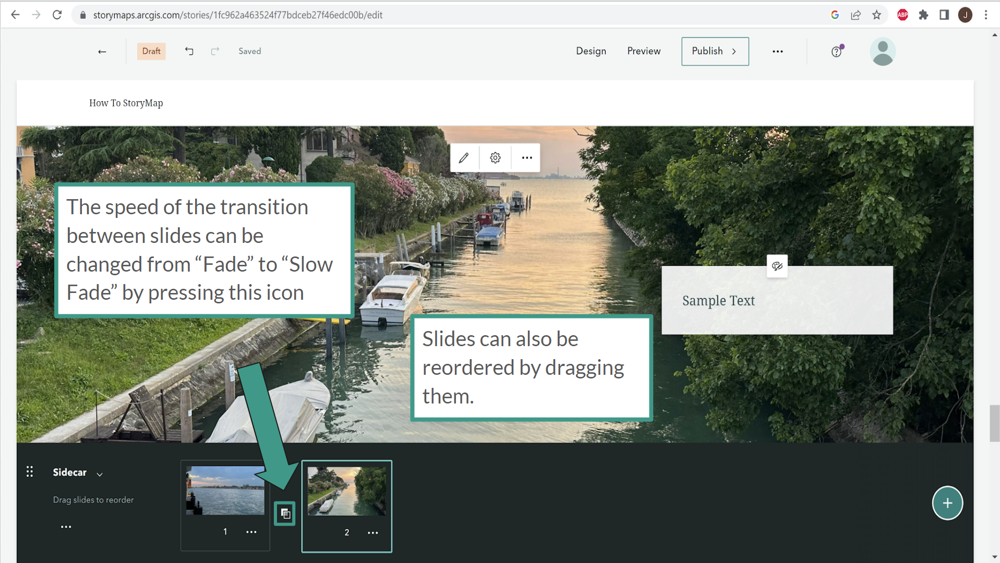 storymaps.arcgis.com/stories/1fc962a463524f77bdceb27f46edc00b/edit
ABP
J
Draft
Saved
Design
Preview
Publish
How To StoryMap
The speed of the transition
between slides can be
changed from “Fade” to “Slow
Fade” by pressing this icon
Sample Text
Slides can also be
reordered by dragging
them.
Sidecar
Drag slides to reorder
1
2